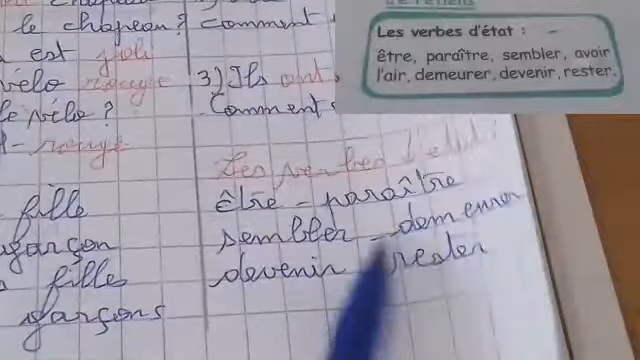 le chapeau? Comment
est joli
vélo rouge 3) Ils ont
le vélo? Comment
rouge
Les verbes d'état :
être, paraître, sembler, avoir
l'air, demeurer, devenir, rester.
Les verbes d'état :
fille être - paraître
garçon sembler - demeurer
filles devenir rester
garçons